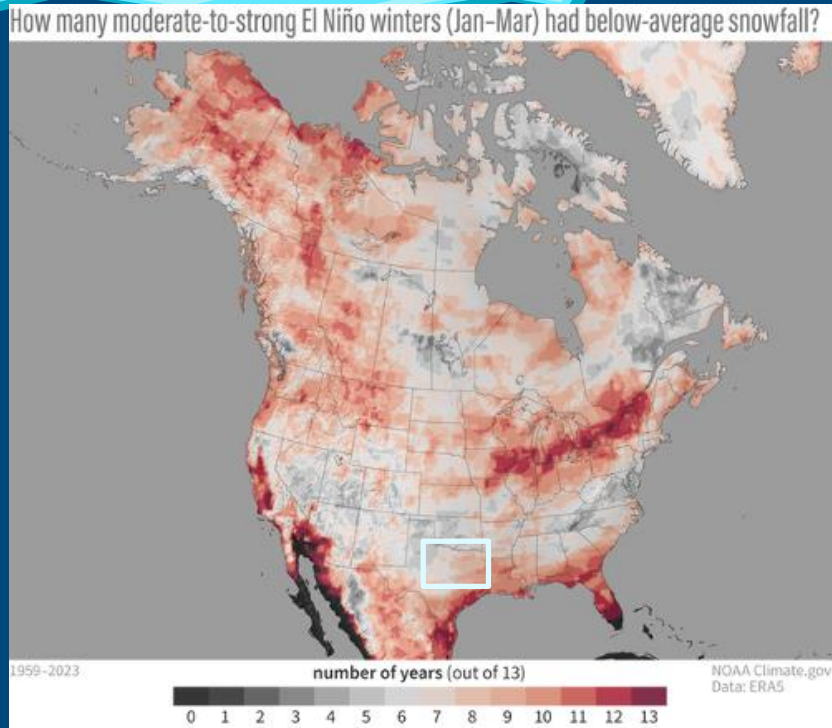 How many moderate-to-strong El Niño winters (Jan–Mar) had below-average snowfall?
1959–2023
number of years (out of 13)
NOAA Climate.gov
Data: ERA5
0 1 2 3 4 5 6 7 8 9 10 11 12 13